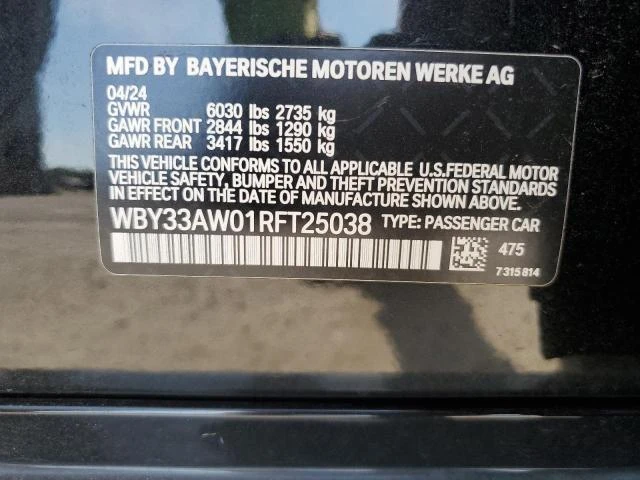 MFD BY BAYERISCHE MOTOREN WERKE AG
04/24
GVWR 6030 lbs 2735 kg
GAWR FRONT 2844 lbs 1290 kg
GAWR REAR 3417 lbs 1550 kg
THIS VEHICLE CONFORMS TO ALL APPLICABLE U.S.FEDERAL MOTOR
VEHICLE SAFETY, BUMPER AND THEFT PREVENTION STANDARDS
IN EFFECT ON THE DATE OF MANUFACTURE SHOWN ABOVE.
WBY33AW01RFT25038 TYPE: PASSENGER CAR
475
7315814